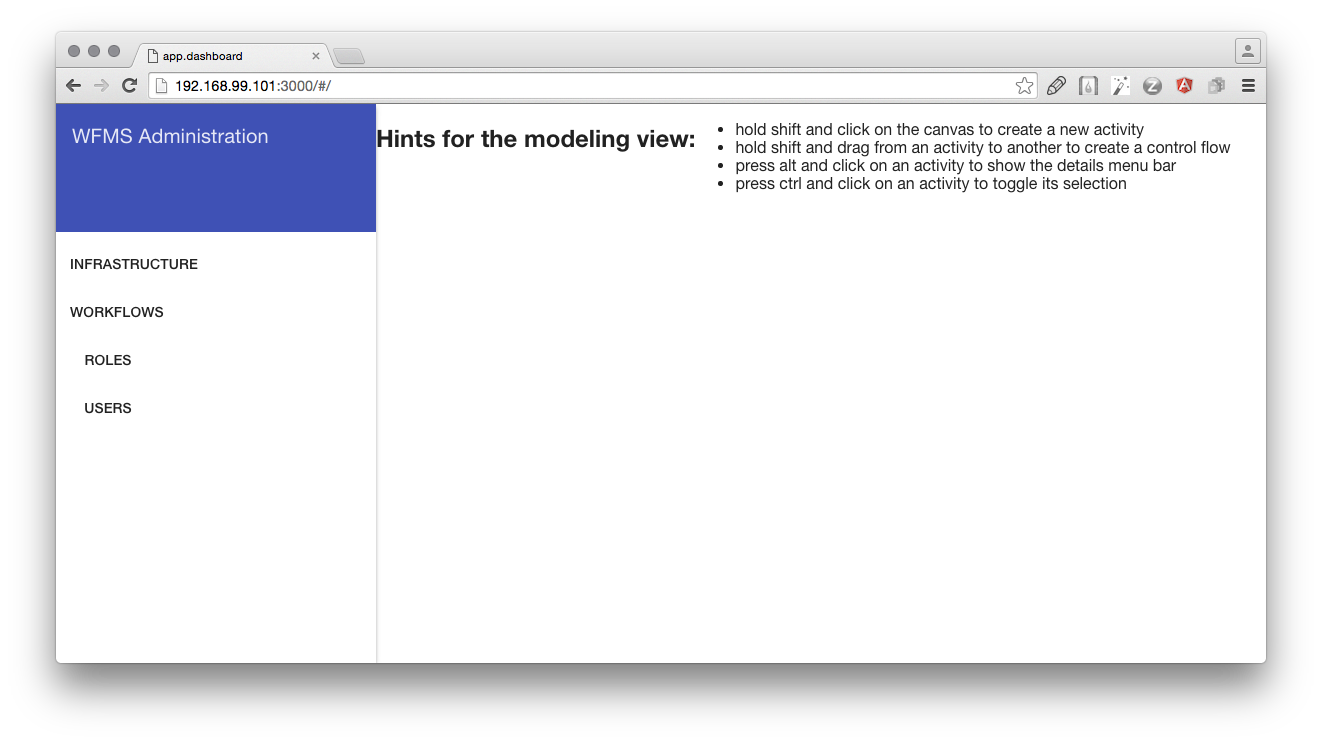 app.dashboard
192.168.99.101:3000/#/
WFMS Administration
INFRASTRUCTURE
WORKFLOWS
ROLES
USERS
Hints for the modeling view:
hold shift and click on the canvas to create a new activity
hold shift and drag from an activity to another to create a control flow
press alt and click on an activity to show the details menu bar
press ctrl and click on an activity to toggle its selection